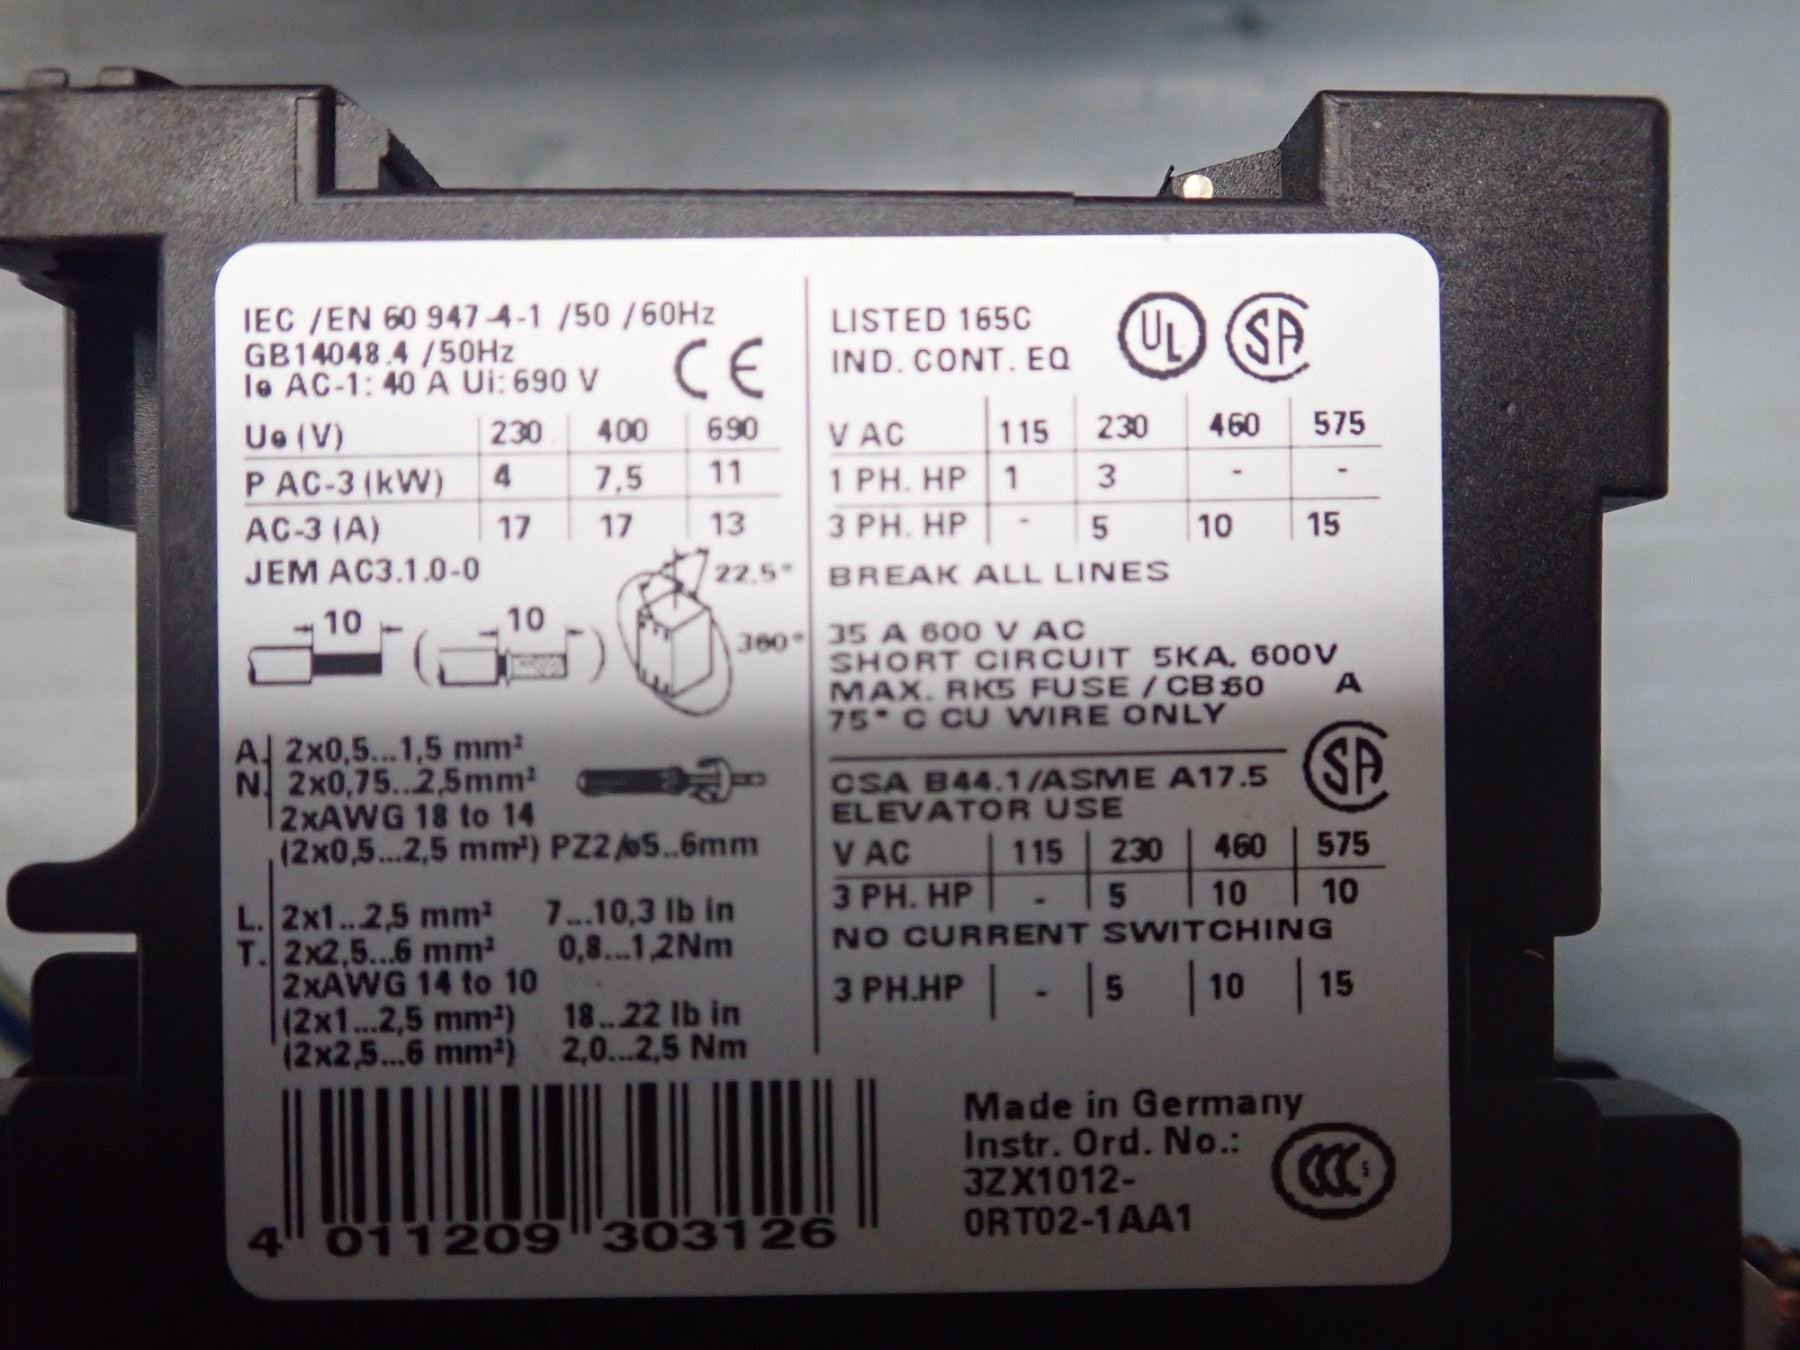 IEC /EN 60 947-4-1 /50 /60Hz
GB14048.4 /50Hz
Ie AC-1: 40 A Ui: 690 V
CE
Ue (V) 230 400 690
P AC-3 (kW) 4 7,5 11
AC-3 (A) 17 17 13
JEM AC3.1.0-0
10 ( 10 ) 22.5° 360°
A. 2x0,5...1,5 mm²
N. 2x0,75...2,5mm²
2xAWG 18 to 14
(2x0,5...2,5 mm²) PZ2/ø5..6mm
L. 2x1...2,5 mm² 7...10,3 lb in
T. 2x2,5...6 mm² 0,8...1,2Nm
2xAWG 14 to 10
(2x1...2,5 mm²) 18...22 lb in
(2x2,5...6 mm²) 2,0...2,5 Nm
4 011209 303126
LISTED 165C
IND. CONT. EQ
UL SA
V AC 115 230 460 575
1 PH. HP 1 3 - -
3 PH. HP - 5 10 15
BREAK ALL LINES
35 A 600 V AC
SHORT CIRCUIT 5KA, 600V
MAX. RK5 FUSE / CB:60 A
75° C CU WIRE ONLY
CSA B44.1/ASME A17.5
ELEVATOR USE
SA
V AC 115 230 460 575
3 PH. HP - 5 10 10
NO CURRENT SWITCHING
3 PH.HP - 5 10 15
Made in Germany
Instr. Ord. No.:
3ZX1012-
0RT02-1AA1
CCC S